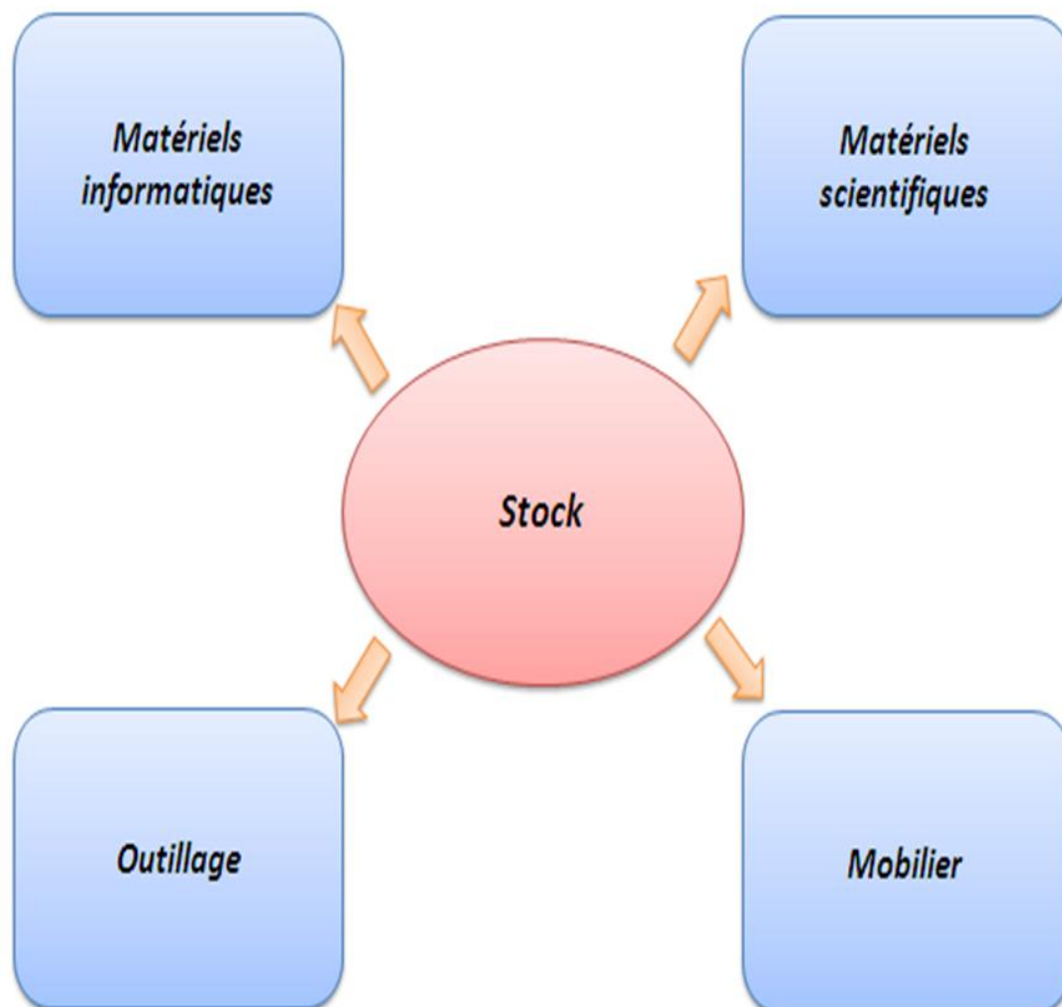 Matériels
informatiques
Matériels
scientifiques
Stock
Outillage
Mobilier